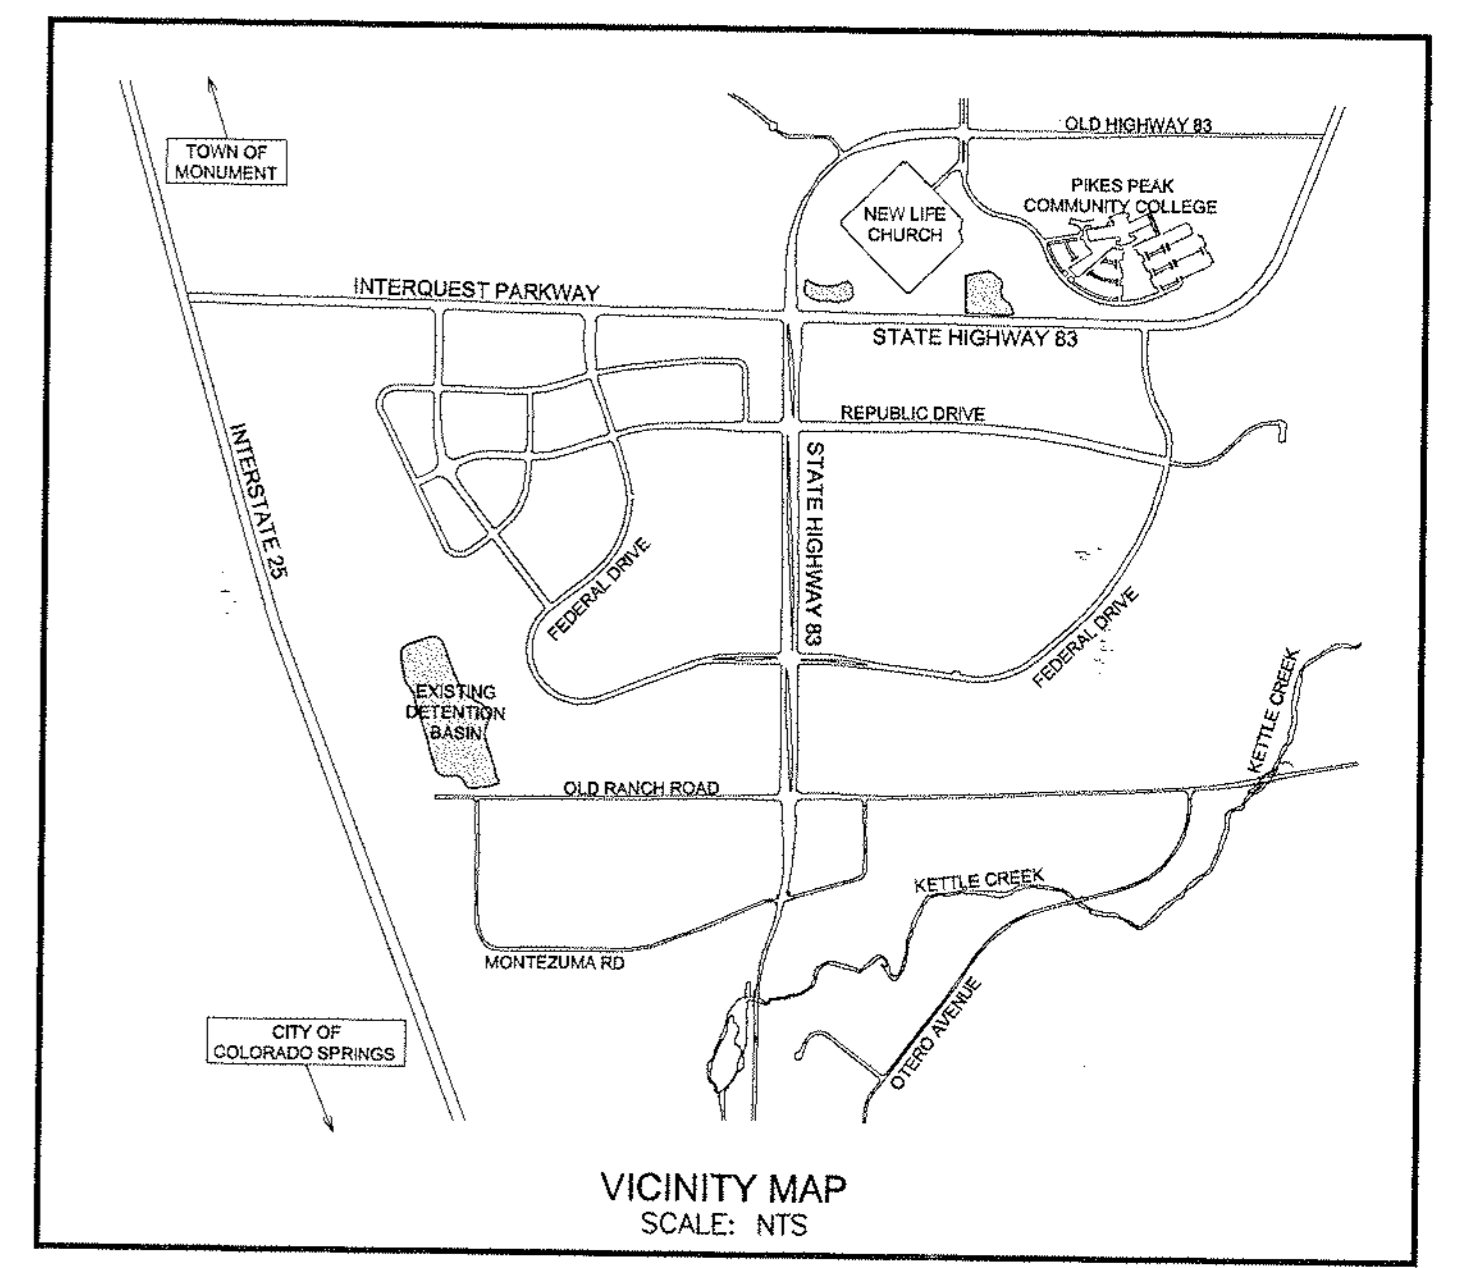 OLD HIGHWAY 83
TOWN OF
MONUMENT
PIKES PEAK
COMMUNITY COLLEGE
NEW LIFE
CHURCH
INTERQUEST PARKWAY
STATE HIGHWAY 83
REPUBLIC DRIVE
INTERSTATE 25
STATE HIGHWAY 83
FEDERAL DRIVE
FEDERAL DRIVE
KETTLE CREEK
EXISTING
DETENTION
BASIN
OLD RANCH ROAD
KETTLE CREEK
MONTEZUMA RD
OTERO AVENUE
CITY OF
COLORADO SPRINGS
VICINITY MAP
SCALE: NTS